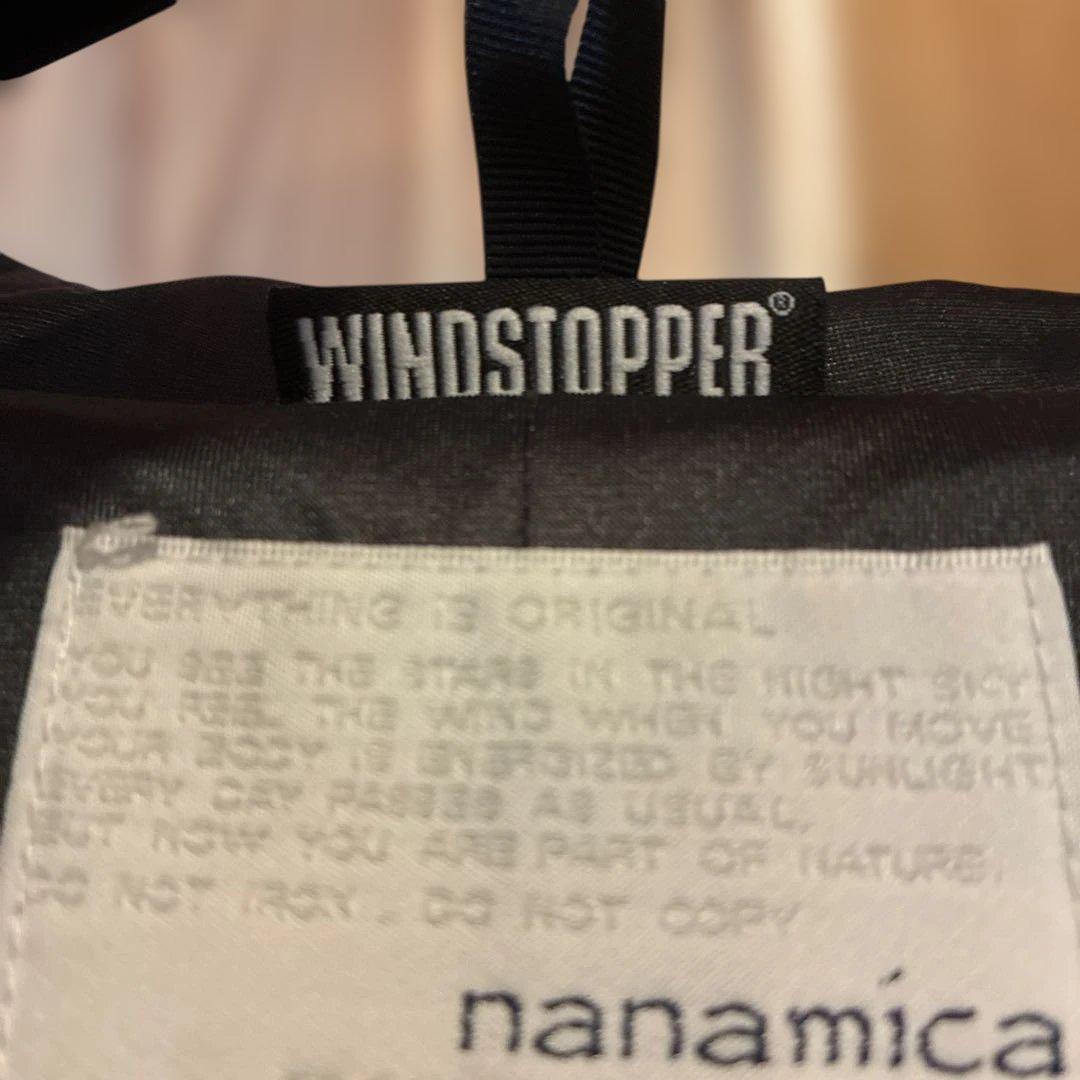 WINDSTOPPER®
EVERYTHING IS ORIGINAL
YOU SEE THE STARS IN THE NIGHT SKY
YOU FEEL THE WIND WHEN YOU MOVE
YOUR BODY IS ENERGIZED BY SUNLIGHT
EVERY DAY PASSES AS USUAL,
BUT NOW YOU ARE PART OF NATURE.
DO NOT IRON. DO NOT COPY
nanamica